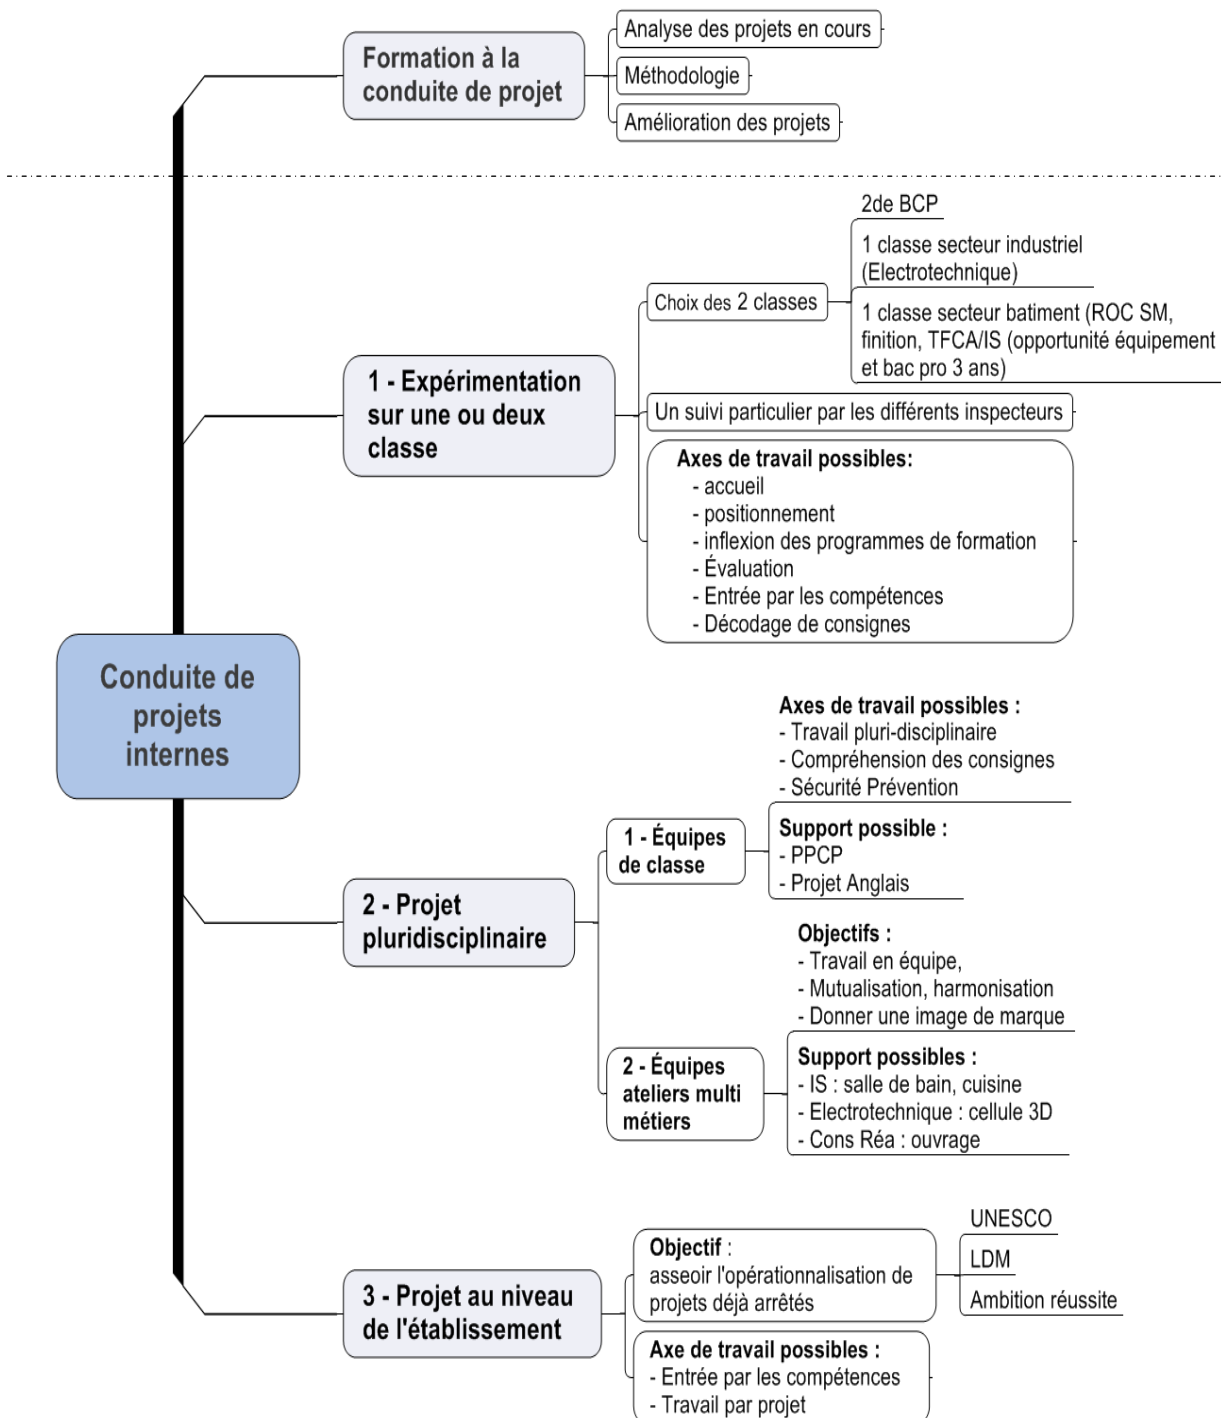 Formation à la
conduite de projet
Analyse des projets en cours
Méthodologie
Amélioration des projets
2de BCP
1 classe secteur industriel
(Electrotechnique)
Choix des 2 classes
1 classe secteur batiment (ROC SM,
finition, TFCA/IS (opportunité équipement
et bac pro 3 ans)
1 - Expérimentation
sur une ou deux
classe
Un suivi particulier par les différents inspecteurs
Axes de travail possibles:
- accueil
- positionnement
- inflexion des programmes de formation
- Évaluation
- Entrée par les compétences
- Décodage de consignes
Conduite de
projets
internes
Axes de travail possibles :
- Travail pluri-disciplinaire
- Compréhension des consignes
- Sécurité Prévention
1 - Équipes
de classe
Support possible :
- PPCP
- Projet Anglais
2 - Projet
pluridisciplinaire
Objectifs :
- Travail en équipe,
- Mutualisation, harmonisation
- Donner une image de marque
2 - Équipes
ateliers multi
métiers
Support possibles :
- IS : salle de bain, cuisine
- Electrotechnique : cellule 3D
- Cons Réa : ouvrage
3 - Projet au niveau
de l'établissement
Objectif :
asseoir l'opérationnalisation de
projets déjà arrêtés
UNESCO
LDM
Ambition réussite
Axe de travail possibles :
- Entrée par les compétences
- Travail par projet